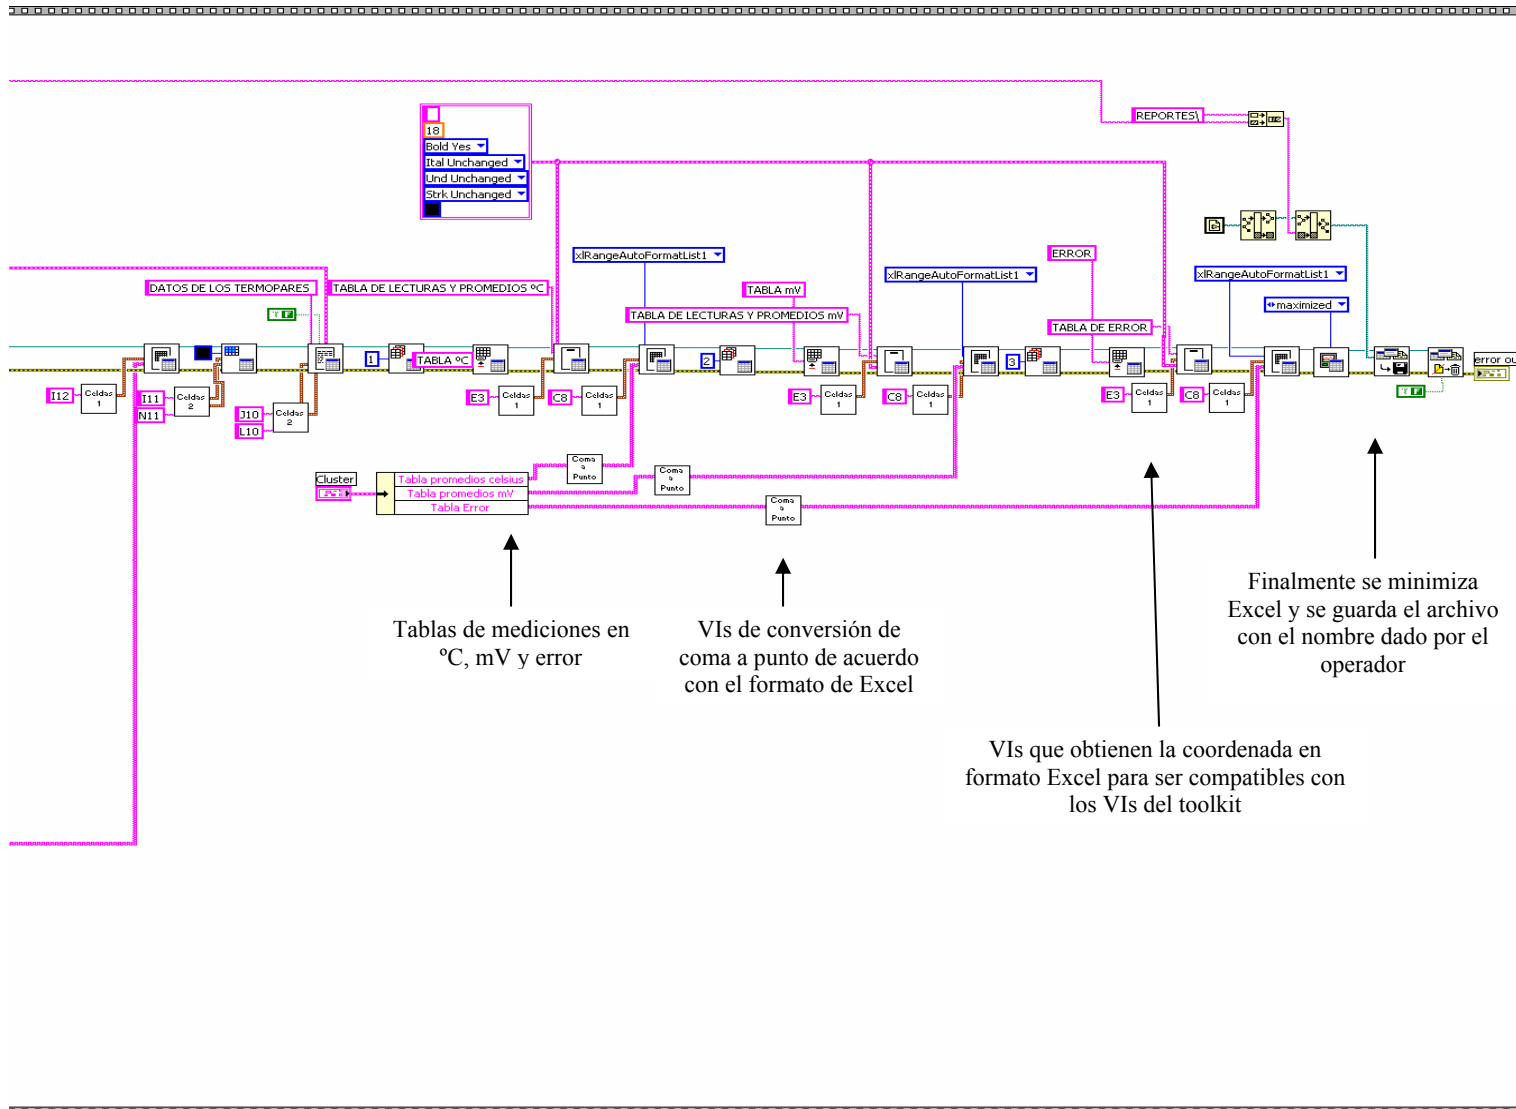 REPORTES\
18
Bold Yes
Ital Unchanged
Und Unchanged
Strk Unchanged
xlRangeAutoFormatList1
ERROR
xlRangeAutoFormatList1
xlRangeAutoFormatList1
DATOS DE LOS TERMOPARES
TABLA DE LECTURAS Y PROMEDIOS ºC
TABLA mV
maximized
TABLA DE LECTURAS Y PROMEDIOS mV
TABLA DE ERROR
T F
1
TABLA ºC
2
3
error ou
I12
Celdas
1
I11
N11
Celdas
2
J10
L10
Celdas
2
E3
Celdas
1
C8
Celdas
1
E3
Celdas
1
C8
Celdas
1
E3
Celdas
1
C8
Celdas
1
T F
Cluster
Tabla promedios celsius
Tabla promedios mV
Tabla Error
Coma
a
Punto
Coma
a
Punto
Coma
a
Punto
Tablas de mediciones en
ºC, mV y error
VIs de conversión de
coma a punto de acuerdo
con el formato de Excel
Finalmente se minimiza
Excel y se guarda el archivo
con el nombre dado por el
operador
VIs que obtienen la coordenada en
formato Excel para ser compatibles con
los VIs del toolkit